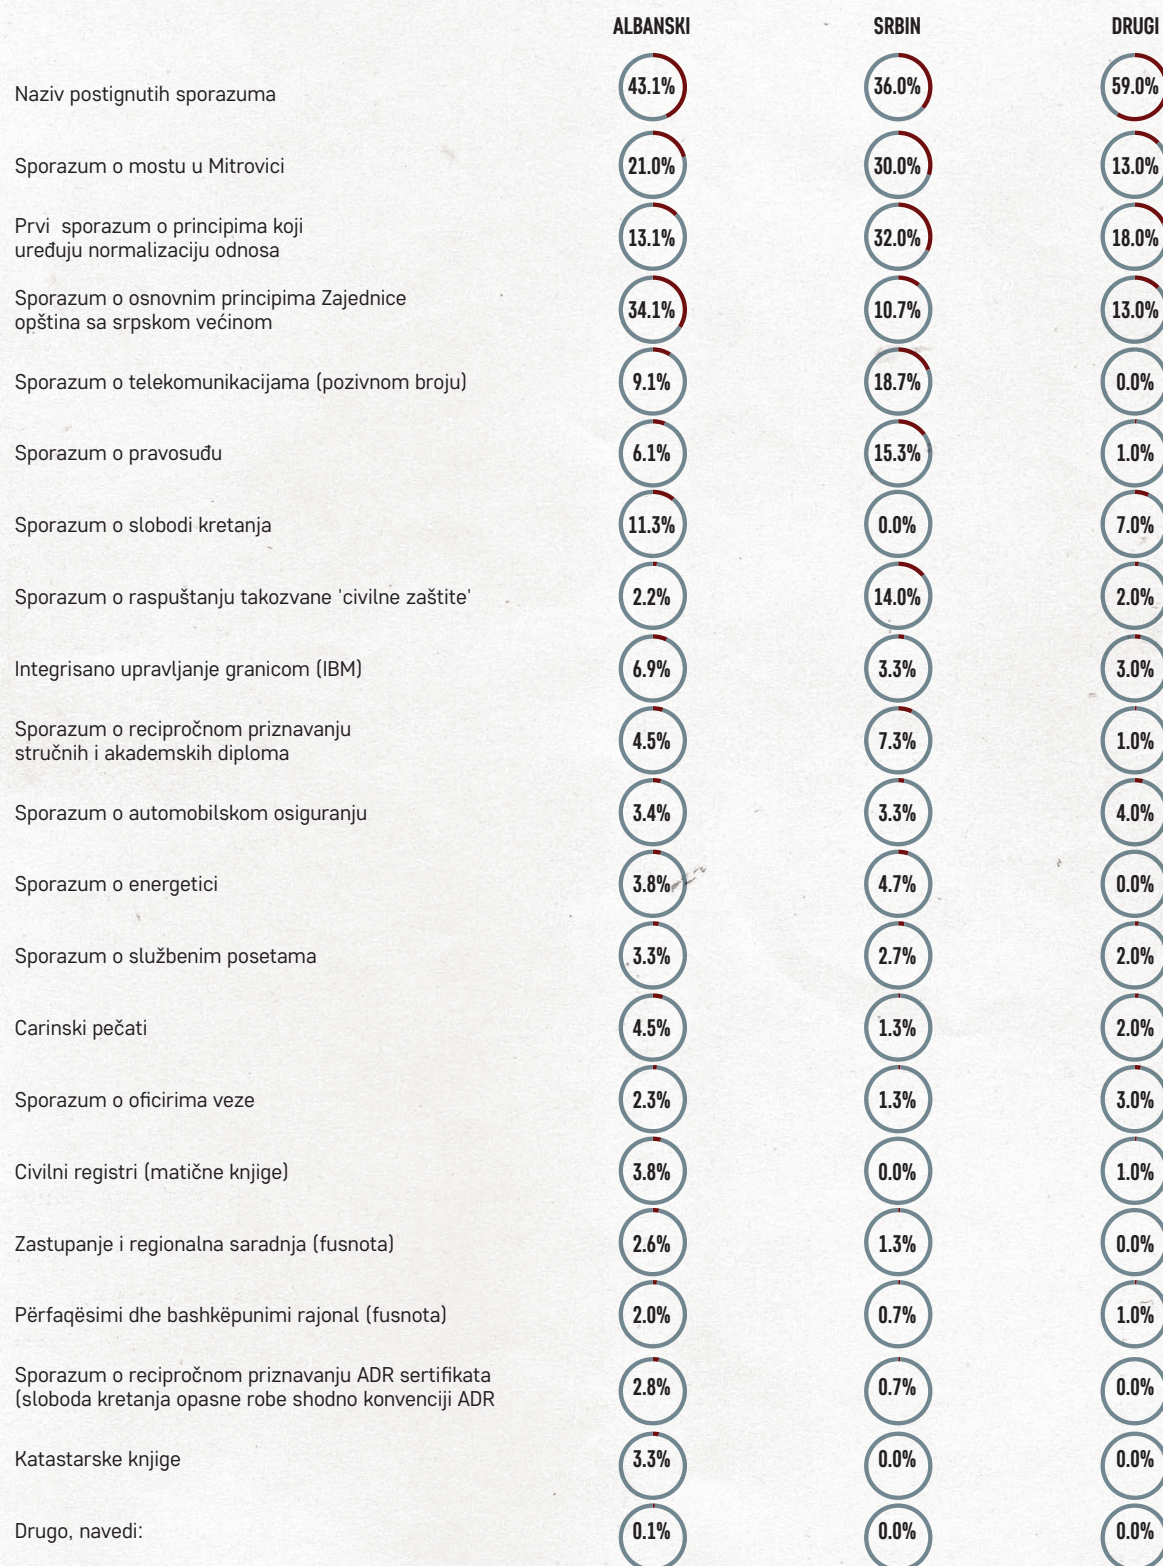 ALBANSKI SRBIN DRUGI
Naziv postignutih sporazuma 43.1% 36.0% 59.0%
Sporazum o mostu u Mitrovici 21.0% 30.0% 13.0%
Prvi sporazum o principima koji
uređuju normalizaciju odnosa 13.1% 32.0% 18.0%
Sporazum o osnovnim principima Zajednice
opština sa srpskom većinom 34.1% 10.7% 13.0%
Sporazum o telekomunikacijama (pozivnom broju) 9.1% 18.7% 0.0%
Sporazum o pravosuđu 6.1% 15.3% 1.0%
Sporazum o slobodi kretanja 11.3% 0.0% 7.0%
Sporazum o raspuštanju takozvane 'civilne zaštite' 2.2% 14.0% 2.0%
Integrisano upravljanje granicom (IBM) 6.9% 3.3% 3.0%
Sporazum o recipročnom priznavanju
stručnih i akademskih diploma 4.5% 7.3% 1.0%
Sporazum o automobilskom osiguranju 3.4% 3.3% 4.0%
Sporazum o energetici 3.8% 4.7% 0.0%
Sporazum o službenim posetama 3.3% 2.7% 2.0%
Carinski pečati 4.5% 1.3% 2.0%
Sporazum o oficirima veze 2.3% 1.3% 3.0%
Civilni registri (matične knjige) 3.8% 0.0% 1.0%
Zastupanje i regionalna saradnja (fusnota) 2.6% 1.3% 0.0%
Përfaqësimi dhe bashkëpunimi rajonal (fusnota) 2.0% 0.7% 1.0%
Sporazum o recipročnom priznavanju ADR sertifikata
(sloboda kretanja opasne robe shodno konvenciji ADR 2.8% 0.7% 0.0%
Katastarske knjige 3.3% 0.0% 0.0%
Drugo, navedi: 0.1% 0.0% 0.0%